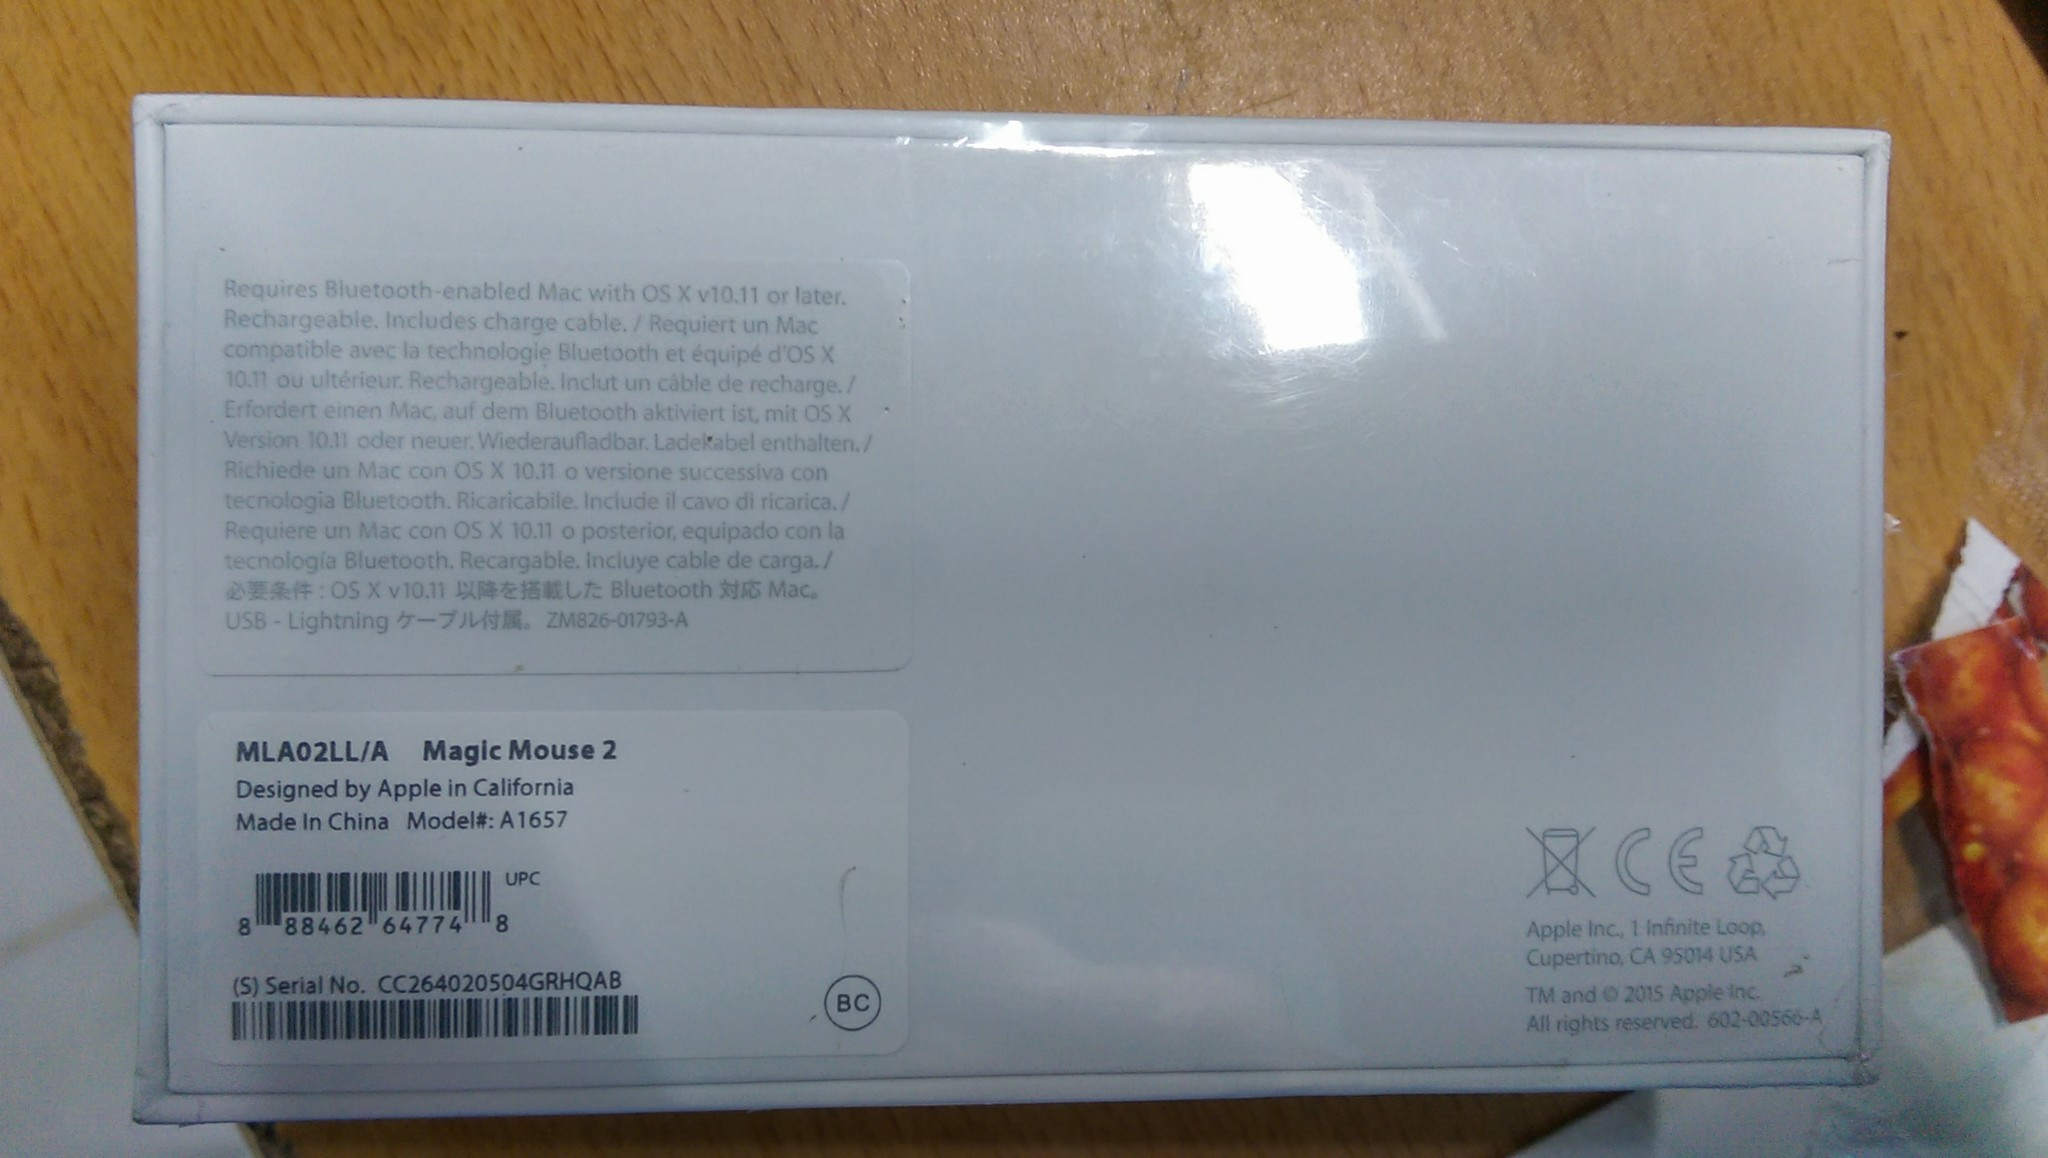 Requires Bluetooth-enabled Mac with OS X v10.11 or later.
Rechargeable. Includes charge cable. / Requiert un Mac
compatible avec la technologie Bluetooth et équipé d'OS X
10.11 ou ultérieur. Rechargeable. Inclut un câble de recharge. /
Erfordert einen Mac, auf dem Bluetooth aktiviert ist, mit OS X
Version 10.11 oder neuer. Wiederaufladbar. Ladekabel enthalten. /
Richiede un Mac con OS X 10.11 o versione successiva con
tecnologia Bluetooth. Ricaricabile. Include il cavo di ricarica. /
Requiere un Mac con OS X 10.11 o posterior, equipado con la
tecnología Bluetooth. Recargable. Incluye cable de carga. /
必要条件 : OS X v10.11 以降を搭載した Bluetooth 対応 Mac。
USB - Lightning ケーブル付属。 ZM826-01793-A
MLA02LL/A Magic Mouse 2
Designed by Apple in California
Made In China Model#: A1657
UPC
8 88462 64774 8
(S) Serial No. CC264020504GRHQAB
BC
CE
Apple Inc., 1 Infinite Loop,
Cupertino, CA 95014 USA
TM and © 2015 Apple Inc.
All rights reserved. 602-00566-A